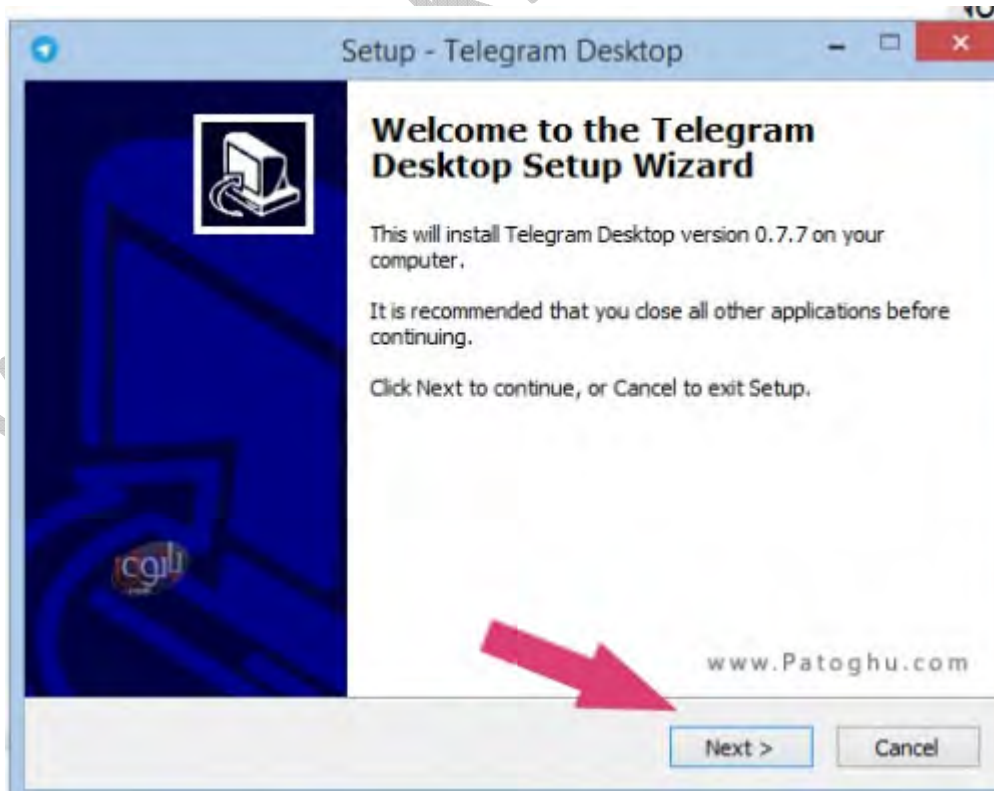 Setup - Telegram Desktop
Welcome to the Telegram
Desktop Setup Wizard
This will install Telegram Desktop version 0.7.7 on your
computer.
It is recommended that you close all other applications before
continuing.
Click Next to continue, or Cancel to exit Setup.
www.Patoghu.com
Next >
Cancel